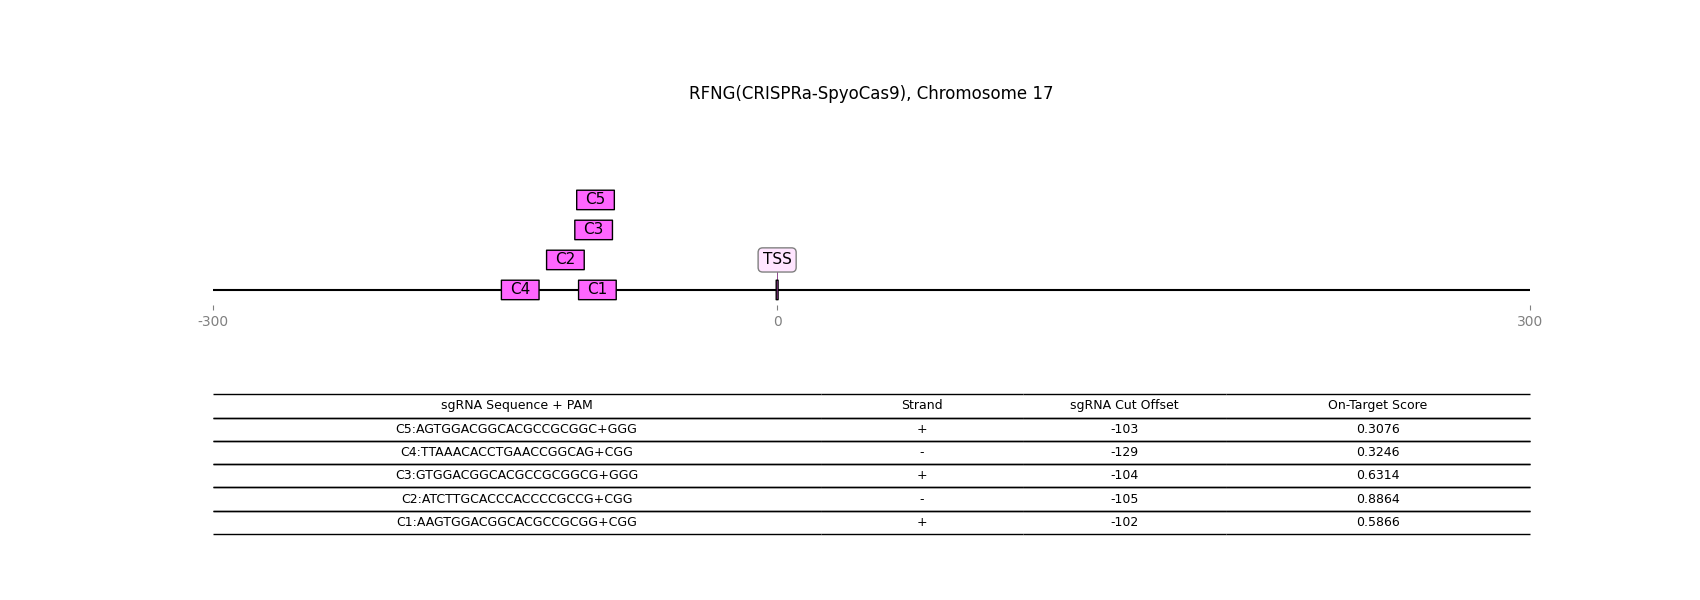 RFNG(CRISPRa-SpyoCas9), Chromosome 17
C5
C3
C2 TSS
C4 C1
-300 0 300
sgRNA Sequence + PAM Strand sgRNA Cut Offset On-Target Score
C5:AGTGGACGGCACGCCGCGGC+GGG + -103 0.3076
C4:TTAAACACCTGAACCGGCAG+CGG - -129 0.3246
C3:GTGGACGGCACGCCGCGGCG+GGG + -104 0.6314
C2:ATCTTGCACCCACCCCGCCG+CGG - -105 0.8864
C1:AAGTGGACGGCACGCCGCGG+CGG + -102 0.5866